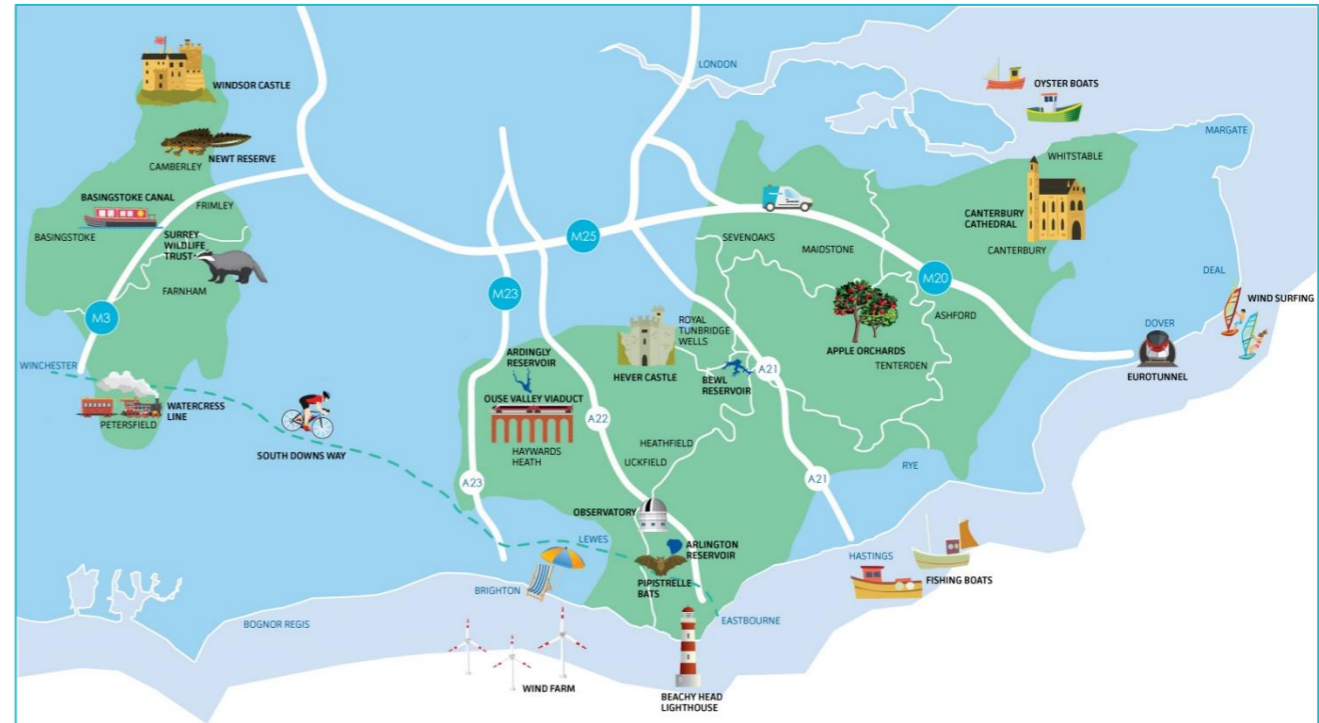 LONDON
OYSTER BOATS
WINDSOR CASTLE
MARGATE
NEWT RESERVE
CAMBERLEY
WHITSTABLE
BASINGSTOKE CANAL
FRIMLEY
CANTERBURY
CATHEDRAL
BASINGSTOKE
SURREY
WILDLIFE
TRUST
M25
SEVENOAKS
MAIDSTONE
CANTERBURY
DEAL
FARNHAM
M23
M20
WIND SURFING
M3
ROYAL
TUNBRIDGE
WELLS
ASHFORD
DOVER
ARDINGLY
RESERVOIR
APPLE ORCHARDS
WINCHESTER
HEVER CASTLE
BEWL
RESERVOIR
A21
TENTERDEN
EUROTUNNEL
OUSE VALLEY VIADUCT
WATERCRESS
LINE
PETERSFIELD
A22
SOUTH DOWNS WAY
HAYWARDS
HEATH
HEATHFIELD
UCKFIELD
RYE
A23
A21
OBSERVATORY
LEWES
ARLINGTON
RESERVOIR
HASTINGS
FISHING BOATS
BRIGHTON
PIPISTRELLE
BATS
BOGNOR REGIS
EASTBOURNE
WIND FARM
BEACHY HEAD
LIGHTHOUSE